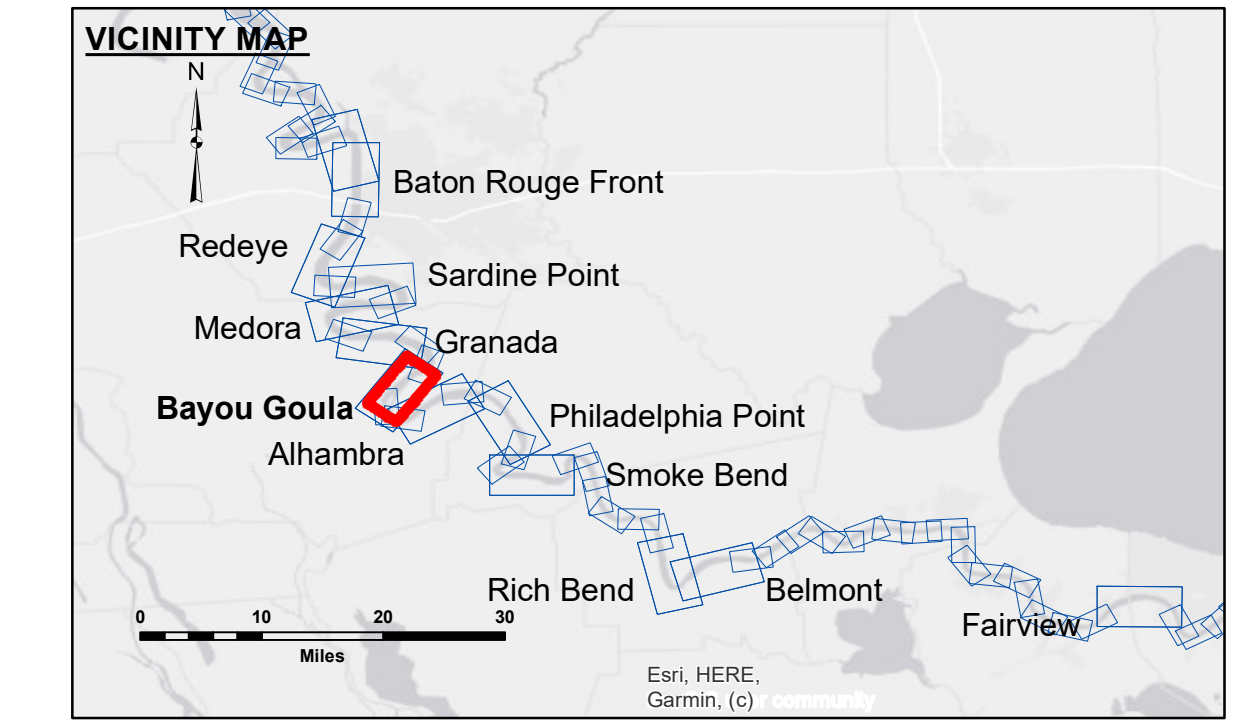 VICINITY MAP
N
Baton Rouge Front
Redeye
Sardine Point
Medora
Granada
Bayou Goula
Philadelphia Point
Alhambra
Smoke Bend
Rich Bend
Belmont
Fairview
0 10 20 30
Miles
Esri, HERE,
Garmin, (c)
r community